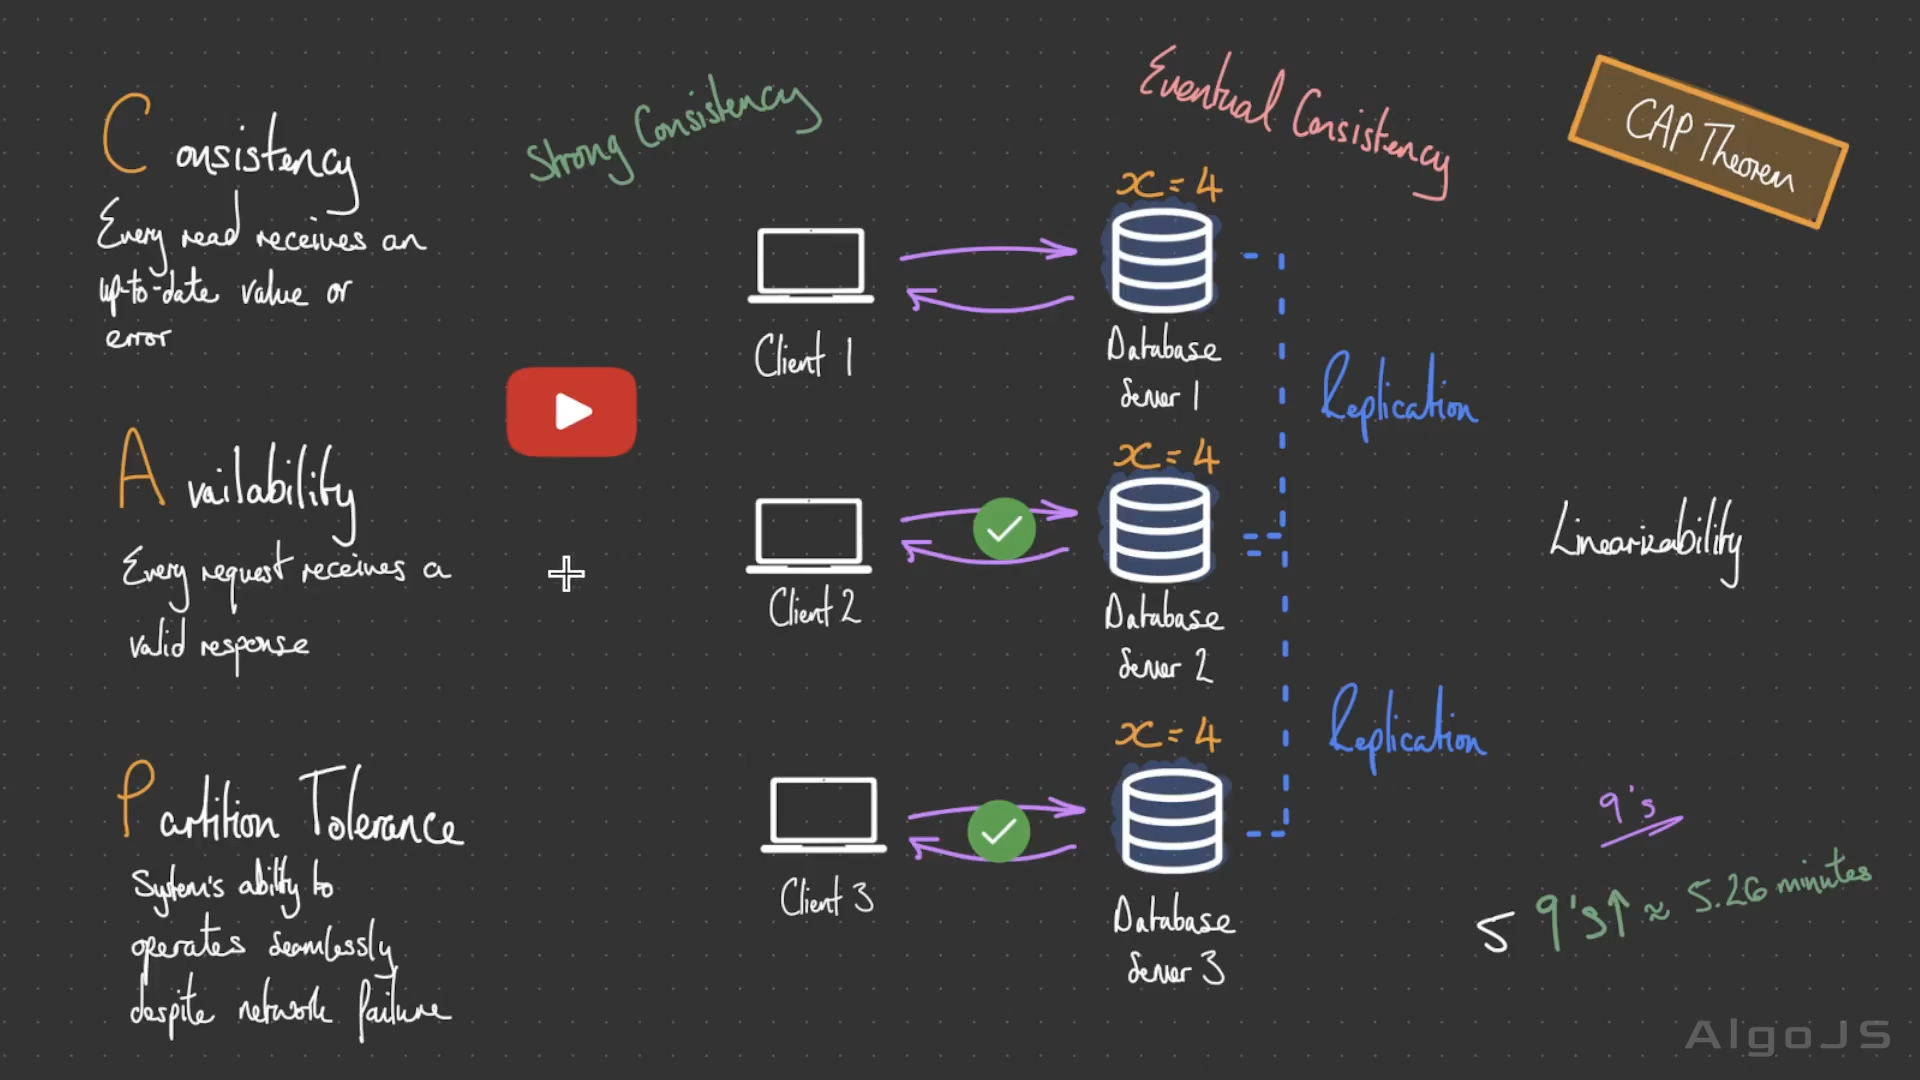 Consistency
Every read receives an
up-to-date value or
error
Availability
Every request receives a
valid response
Partition Tolerance
System's ability to
operates seamlessly
despite network failure
Strong Consistency
Eventual Consistency
CAP Theorem
x = 4
Client 1
Database
Server 1
Replication
x = 4
Client 2
Database
Server 2
Linearizability
Replication
x = 4
Client 3
Database
Server 3
9's
5 9's↑ ≈ 5.26 minutes
AlgoJS